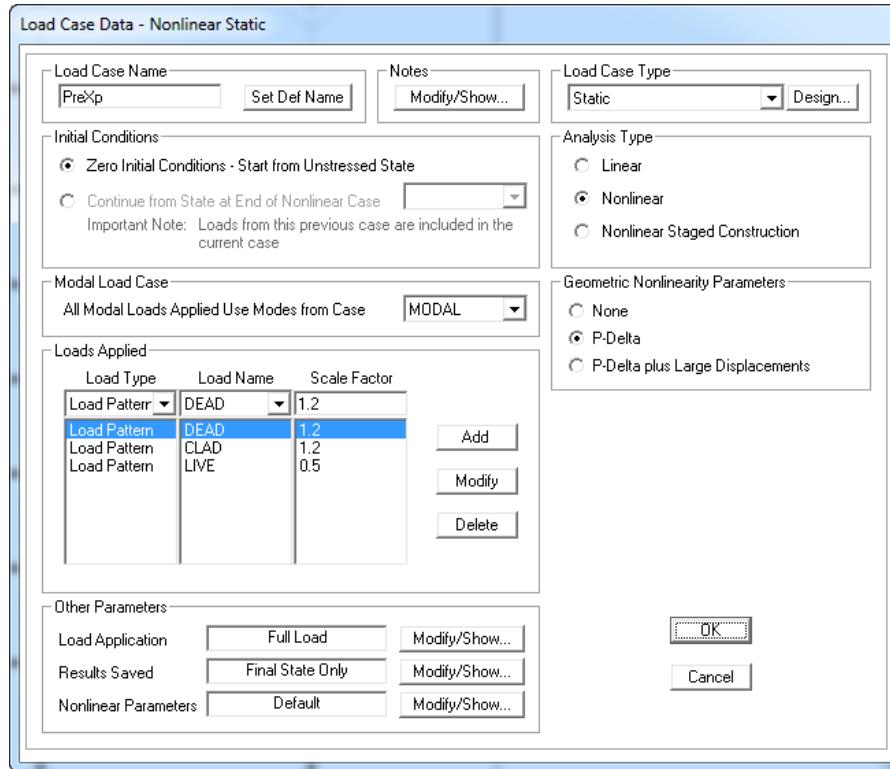 Load Case Data - Nonlinear Static
Load Case Name
PreXp
Set Def Name
Notes
Modify/Show...
Load Case Type
Static
Design...
Initial Conditions
Zero Initial Conditions - Start from Unstressed State
Continue from State at End of Nonlinear Case
Important Note: Loads from this previous case are included in the
current case
Analysis Type
Linear
Nonlinear
Nonlinear Staged Construction
Modal Load Case
All Modal Loads Applied Use Modes from Case
MODAL
Geometric Nonlinearity Parameters
None
P-Delta
P-Delta plus Large Displacements
Loads Applied
Load Type Load Name Scale Factor
Load Pattern DEAD 1.2
Load Pattern DEAD 1.2
Load Pattern CLAD 1.2
Load Pattern LIVE 0.5
Add
Modify
Delete
Other Parameters
Load Application Full Load Modify/Show...
Results Saved Final State Only Modify/Show...
Nonlinear Parameters Default Modify/Show...
OK
Cancel